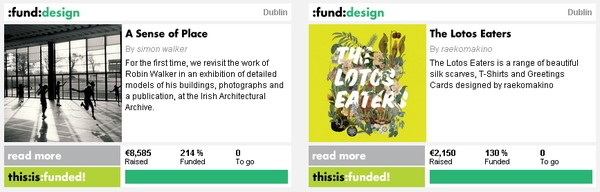 :fund:design
Dublin
A Sense of Place
By simon walker
For the first time, we revisit the work of
Robin Walker in an exhibition of detailed
models of his buildings, photographs and
a publication, at the Irish Architectural
Archive.
read more
€8,585 214 % 0
Raised Funded To go
this:is:funded!
:fund:design
Dublin
THE
LOTOS
EATERS
The Lotos Eaters
By raekomakino
The Lotos Eaters is a range of beautiful
silk scarves, T-Shirts and Greetings
Cards designed by raekomakino
read more
€2,150 130 % 0
Raised Funded To go
this:is:funded!